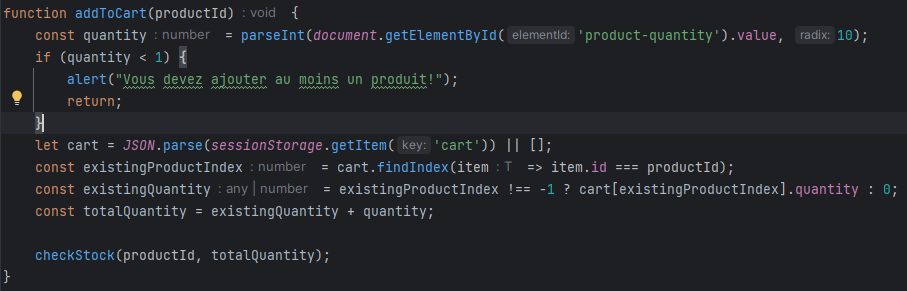 function addToCart(productId) : void {
    const quantity : number = parseInt(document.getElementById( elementId: 'product-quantity').value, radix: 10);
    if (quantity < 1) {
        alert("Vous devez ajouter au moins un produit!");
        return;
    }
    let cart = JSON.parse(sessionStorage.getItem( key: 'cart')) || [];
    const existingProductIndex : number = cart.findIndex(item : T => item.id === productId);
    const existingQuantity : any | number = existingProductIndex !== -1 ? cart[existingProductIndex].quantity : 0;
    const totalQuantity = existingQuantity + quantity;

    checkStock(productId, totalQuantity);
}